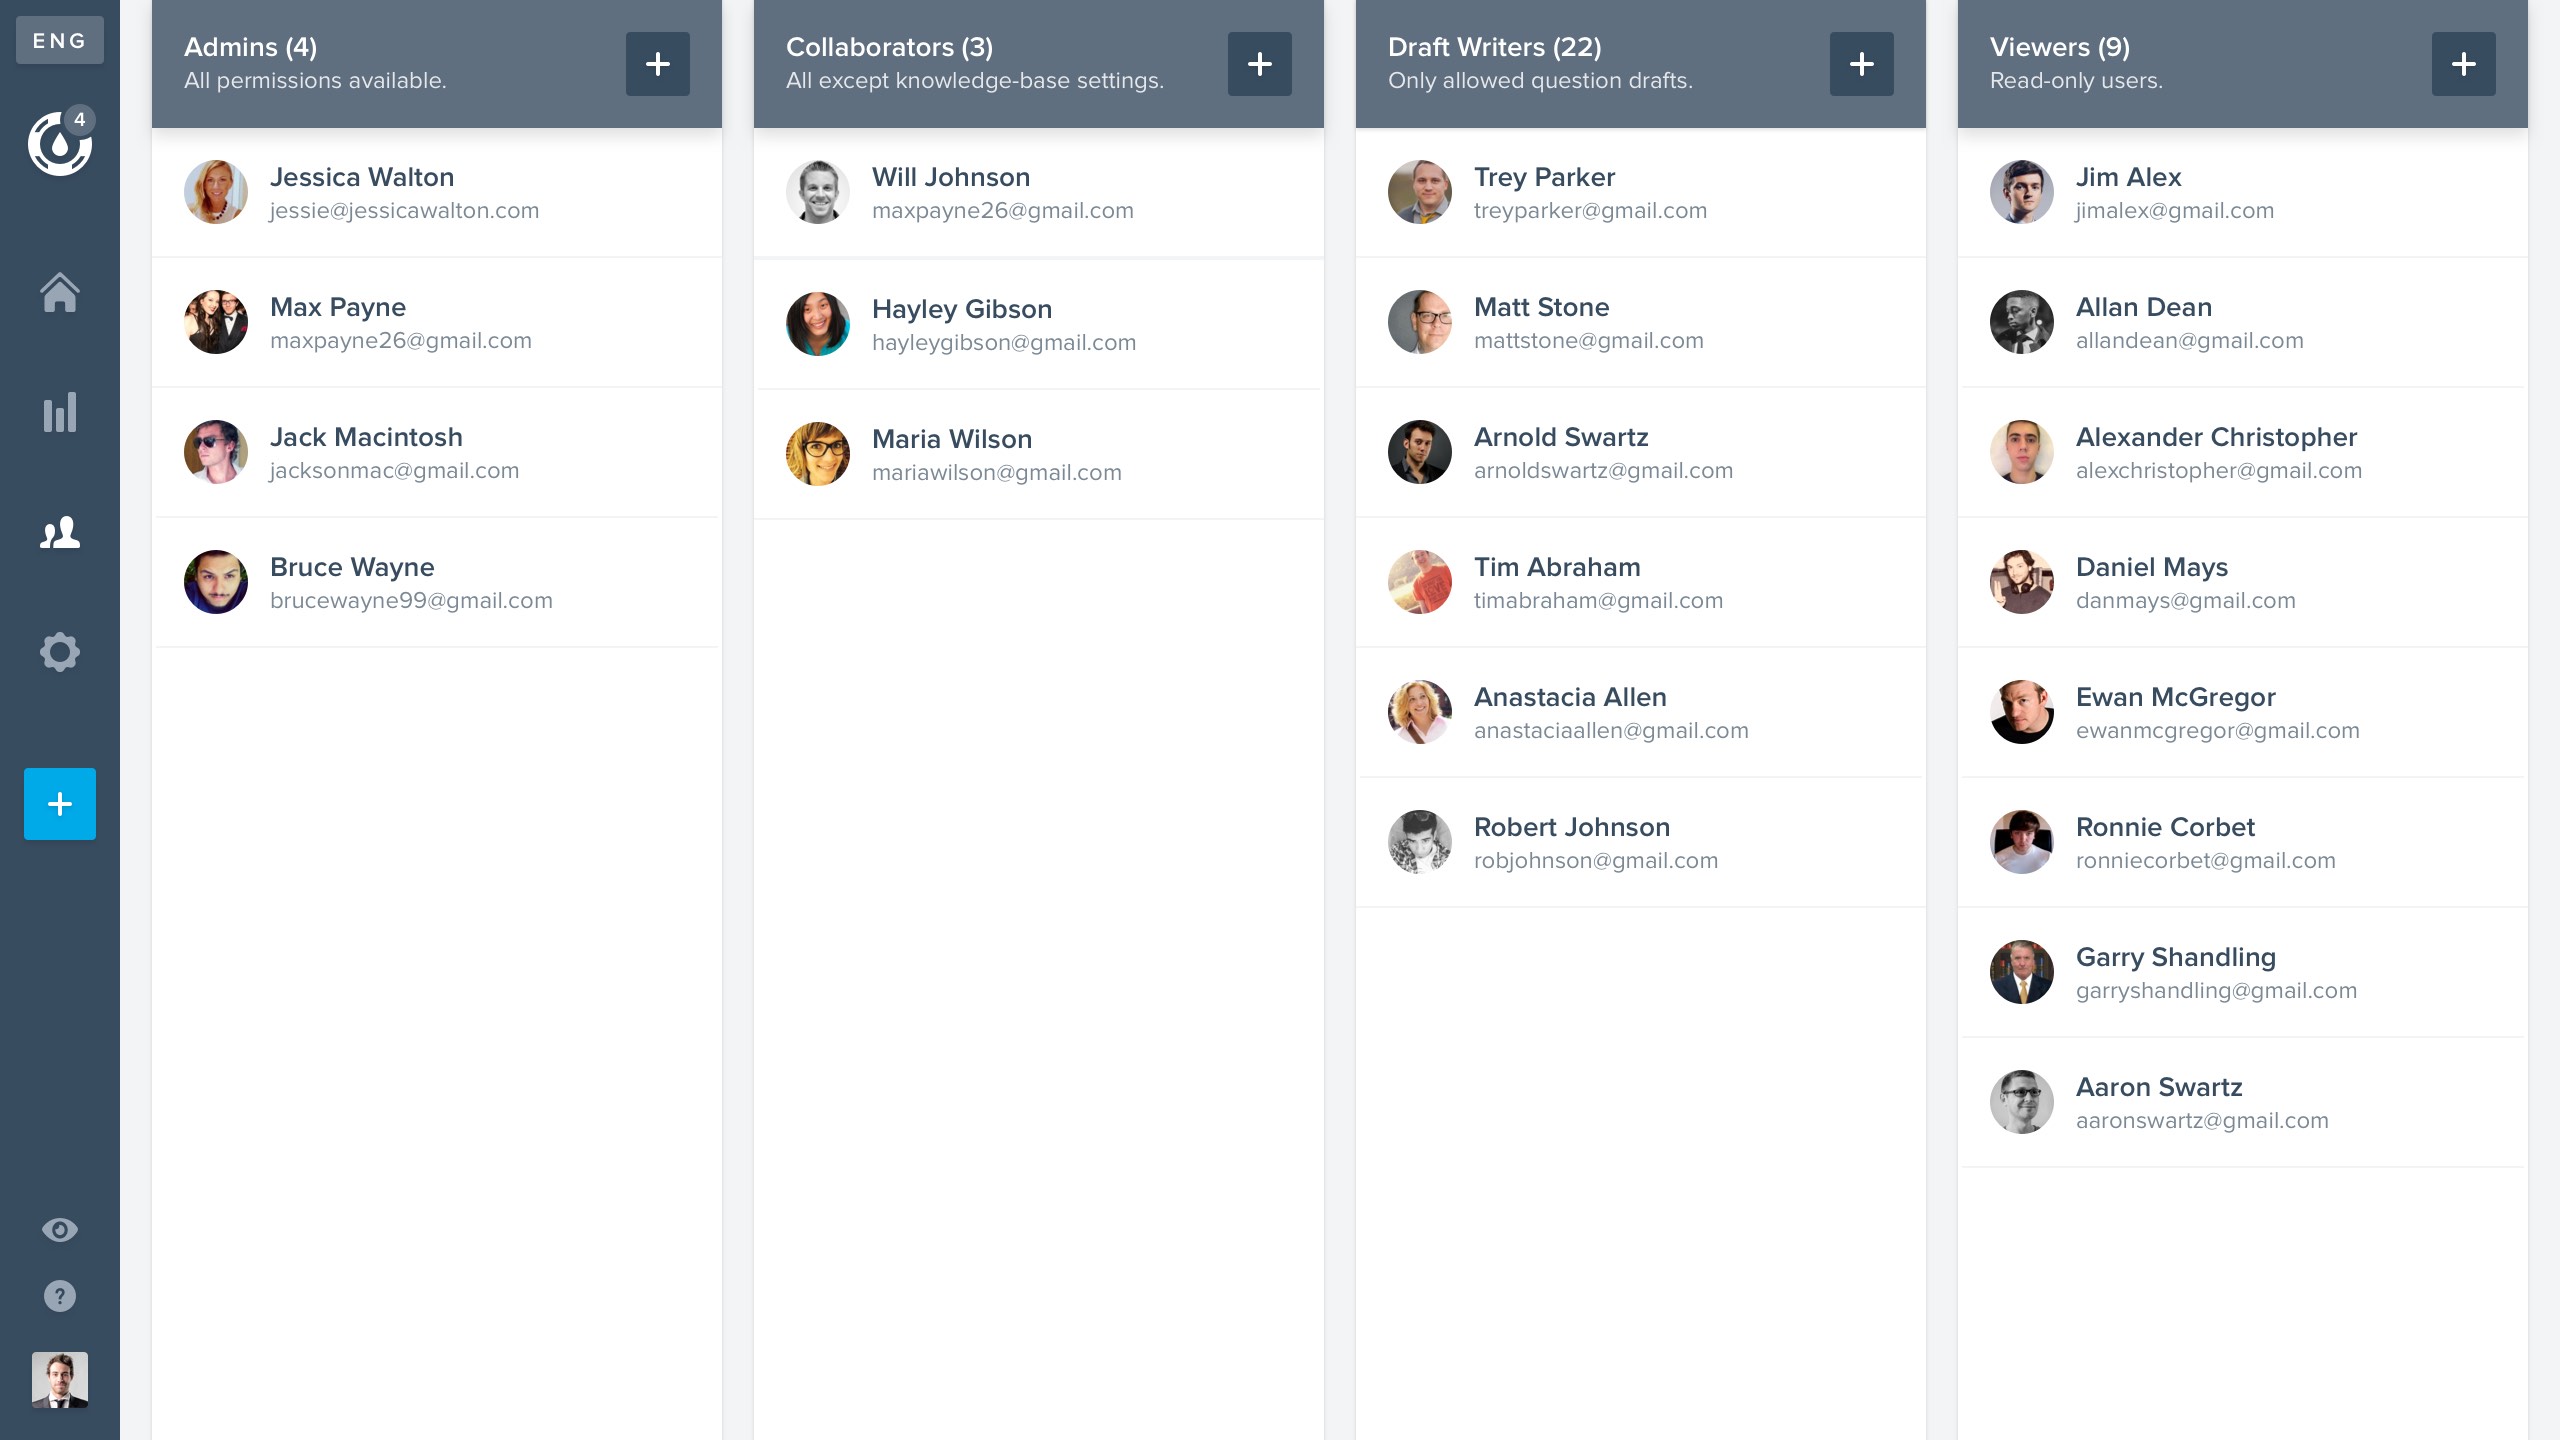 ENG
4
Admins (4)
All permissions available.
Jessica Walton
jessie@jessicawalton.com
Max Payne
maxpayne26@gmail.com
Jack Macintosh
jacksonmac@gmail.com
Bruce Wayne
brucewayne99@gmail.com
Collaborators (3)
All except knowledge-base settings.
Will Johnson
maxpayne26@gmail.com
Hayley Gibson
hayleygibson@gmail.com
Maria Wilson
mariawilson@gmail.com
Draft Writers (22)
Only allowed question drafts.
Trey Parker
treyparker@gmail.com
Matt Stone
mattstone@gmail.com
Arnold Swartz
arnoldswartz@gmail.com
Tim Abraham
timabraham@gmail.com
Anastacia Allen
anastaciaallen@gmail.com
Robert Johnson
robjohnson@gmail.com
Viewers (9)
Read-only users.
Jim Alex
jimalex@gmail.com
Allan Dean
allandean@gmail.com
Alexander Christopher
alexchristopher@gmail.com
Daniel Mays
danmays@gmail.com
Ewan McGregor
ewanmcgregor@gmail.com
Ronnie Corbet
ronniecorbet@gmail.com
Garry Shandling
garryshandling@gmail.com
Aaron Swartz
aaronswartz@gmail.com